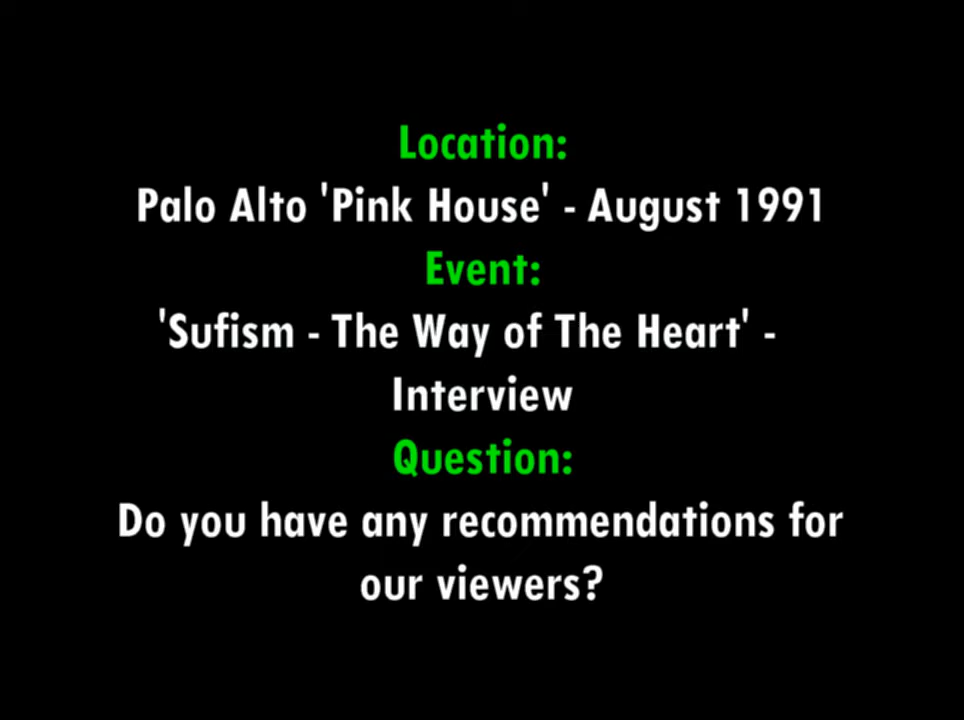 Location:
Palo Alto 'Pink House' - August 1991
Event:
'Sufism - The Way of The Heart' -
Interview
Question:
Do you have any recommendations for
our viewers?